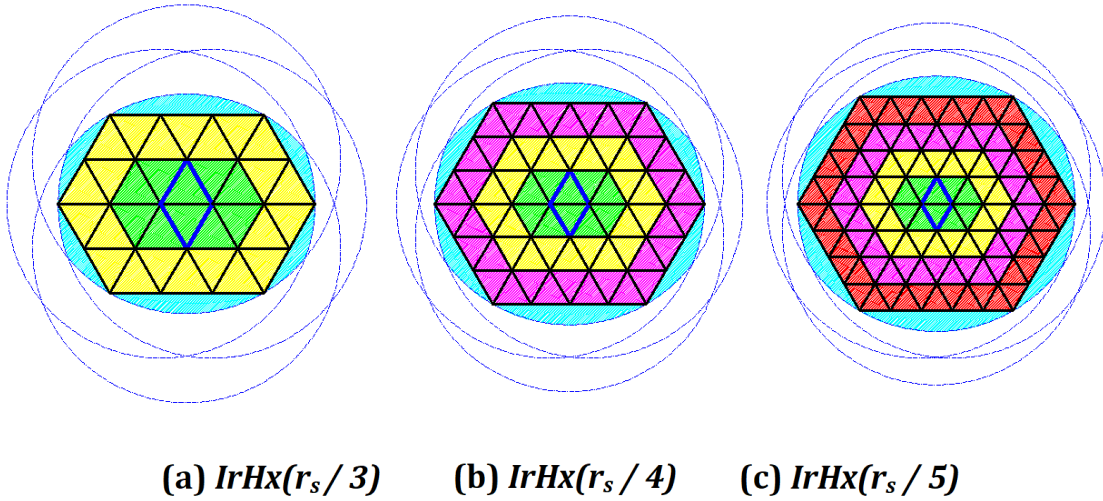 (a) IrHx(rₛ / 3) (b) IrHx(rₛ / 4) (c) IrHx(rₛ / 5)